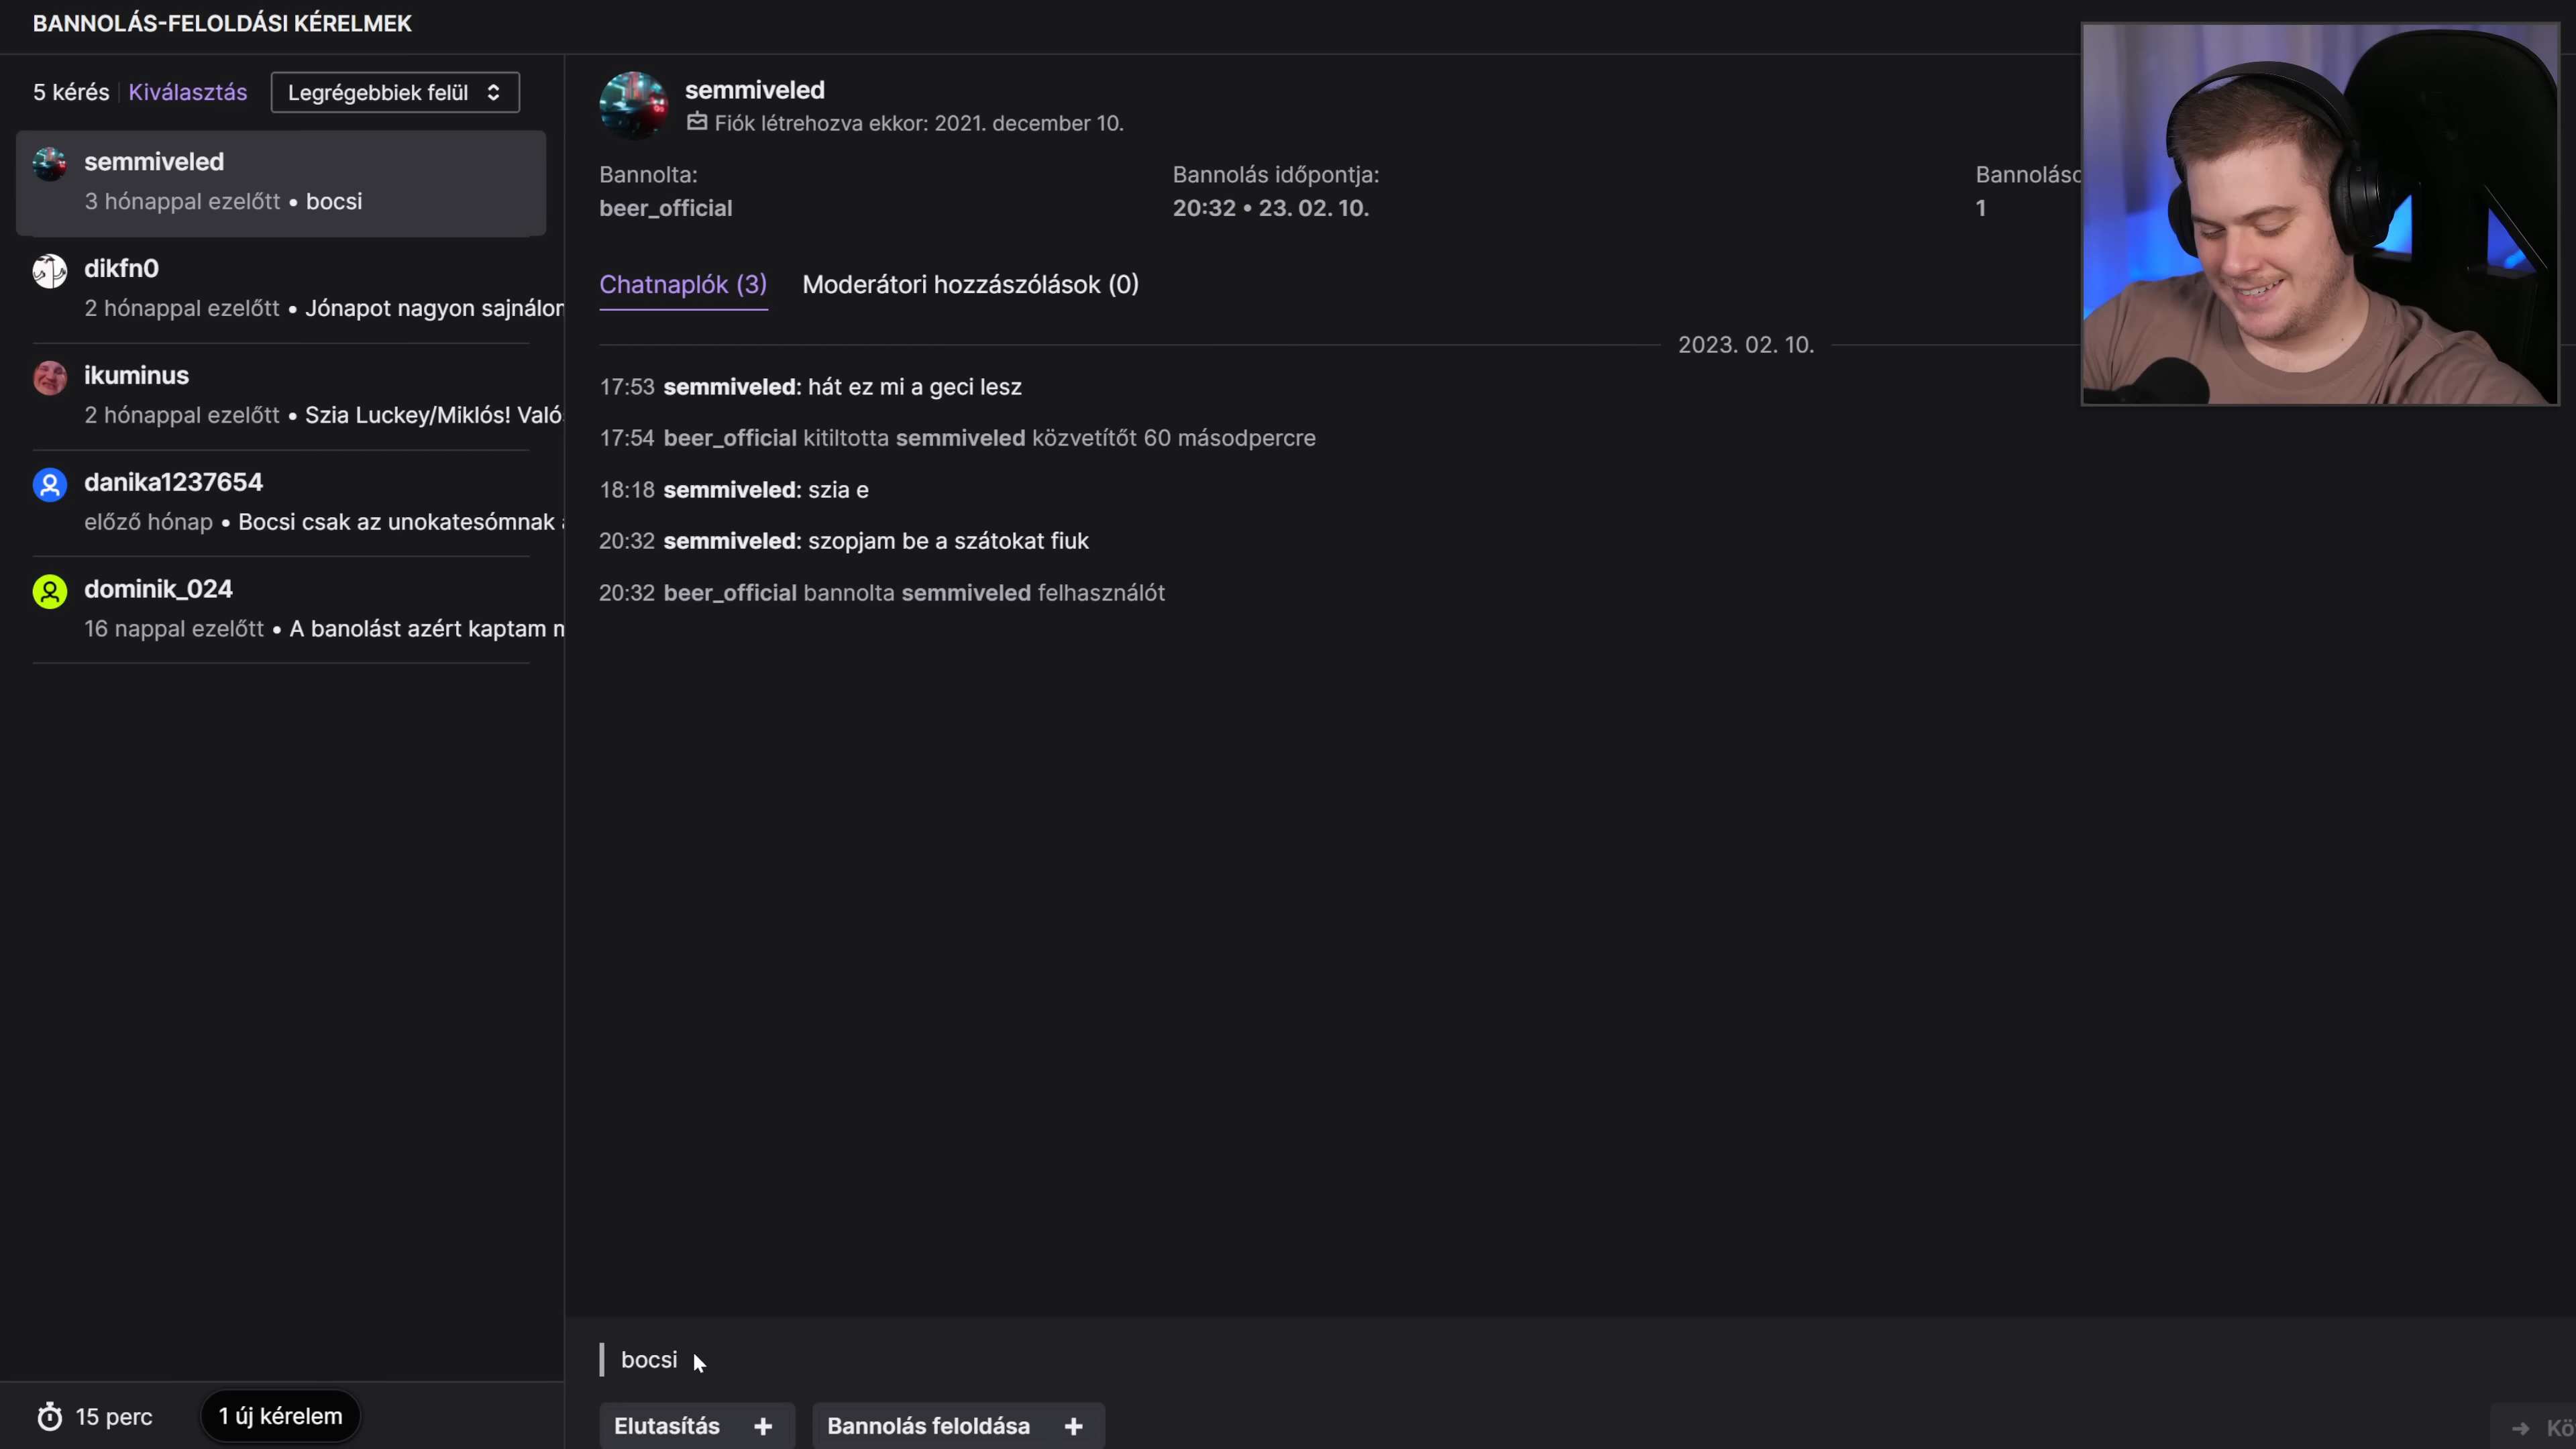 BANNOLÁS-FELOLDÁSI KÉRELMEK
5 kérés Kiválasztás Legrégebbiek felül
semmiveled
3 hónappal ezelőtt • bocsi
dikfn0
2 hónappal ezelőtt • Jónapot nagyon
ikuminus
2 hónappal ezelőtt • Szia Luckey/Miklós!
danika1237654
előző hónap • Bocsi csak az unokatesómnak
dominik_024
16 nappal ezelőtt • A banolást azért kaptam
15 perc 1 új kérelem
semmiveled
Fiók létrehozva ekkor: 2021. december 10.
Bannolta: Bannolás időpontja:
beer_official 20:32 • 23. 02. 10. 1
Chatnaplók (3) Moderátori hozzászólások (0)
2023. 02. 10.
17:53 semmiveled: hát ez mi a geci lesz
17:54 beer_official kitiltotta semmiveled közvetítőt 60 másodpercre
18:18 semmiveled: szia e
20:32 semmiveled: szopjam be a szátokat fiuk
20:32 beer_official bannolta semmiveled felhasználót
bocsi
Elutasítás + Bannolás feloldása +